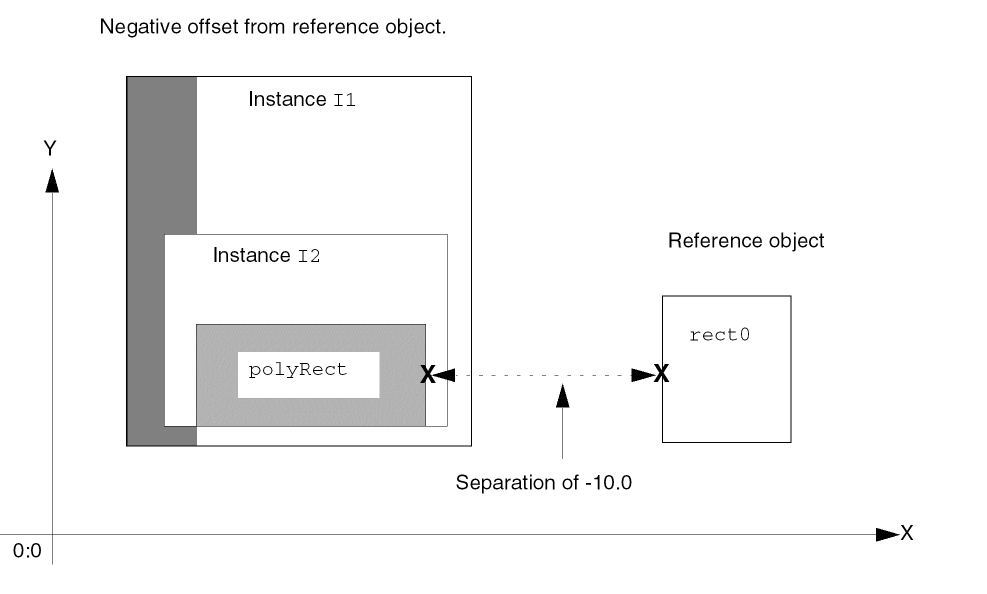 Negative offset from reference object.
Instance I1
Y
Reference object
Instance I2
rect0
polyRect
X
X
Separation of -10.0
X
0:0